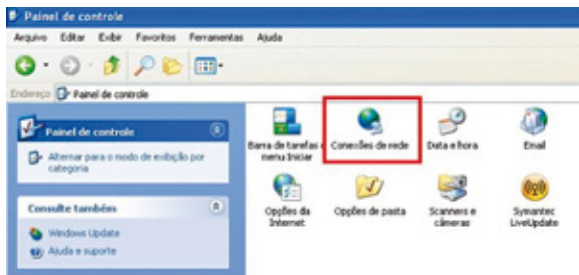 Painel de controle
Arquivo Editar Exibir Favoritos Ferramentas Ajuda
Endereço Painel de controle
Painel de controle
Alternar para o modo de exibição por
categoria
Consulte também
Windows Update
Ajuda e suporte
Barra de tarefas e
menu Iniciar
Conexões de rede
Data e hora
Email
Opções da
Internet
Opções de pasta
Scanners e
câmeras
Symantec
LiveUpdate